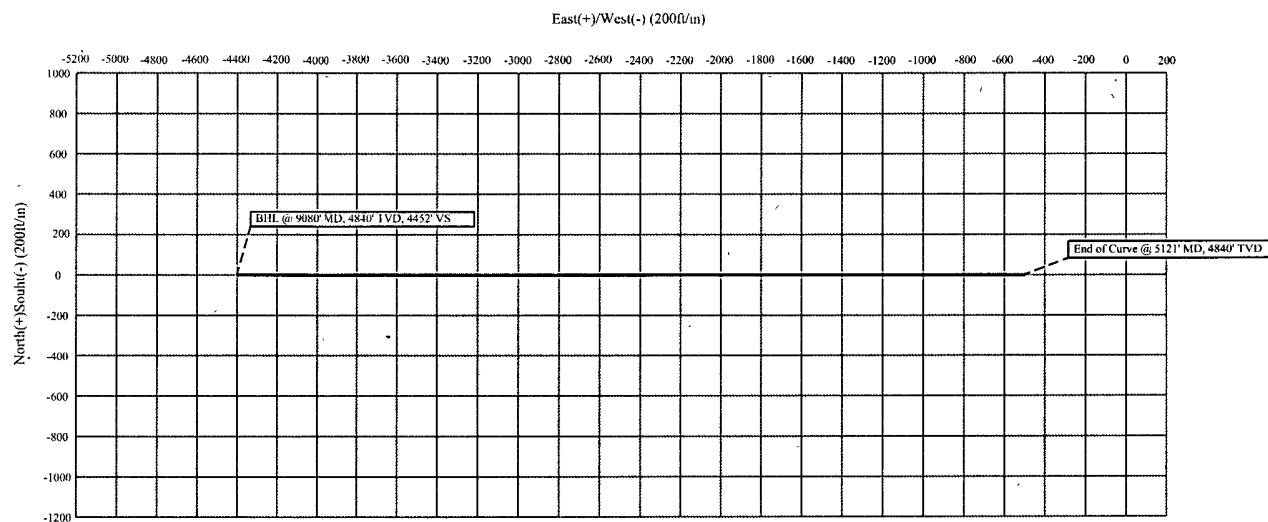 East(+)/West(-) (200ft/in)
-5200 -5000 -4800 -4600 -4400 -4200 -4000 -3800 -3600 -3400 -3200 -3000 -2800 -2600 -2400 -2200 -2000 -1800 -1600 -1400 -1200 -1000 -800 -600 -400 -200 0 200
1000
800
600
400
BHL @ 9080' MD, 4840' TVD, 4452' VS
200
End of Curve @ 5121' MD, 4840' TVD
0
-200
-400
-600
-800
-1000
-1200
North(+)Souht(-) (200ft/in)